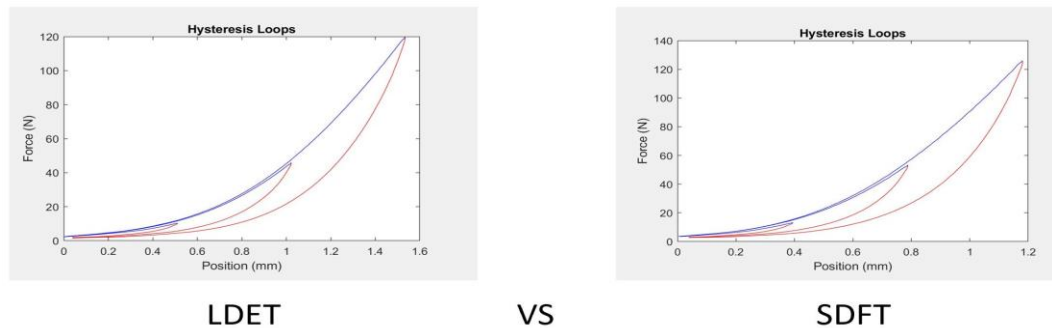 Hysteresis Loops
120
100
80
60
40
20
0
Force (N)
0 0.2 0.4 0.6 0.8 1 1.2 1.4 1.6
Position (mm)
Hysteresis Loops
140
120
100
80
60
40
20
0
Force (N)
0 0.2 0.4 0.6 0.8 1 1.2
Position (mm)
LDET VS SDFT